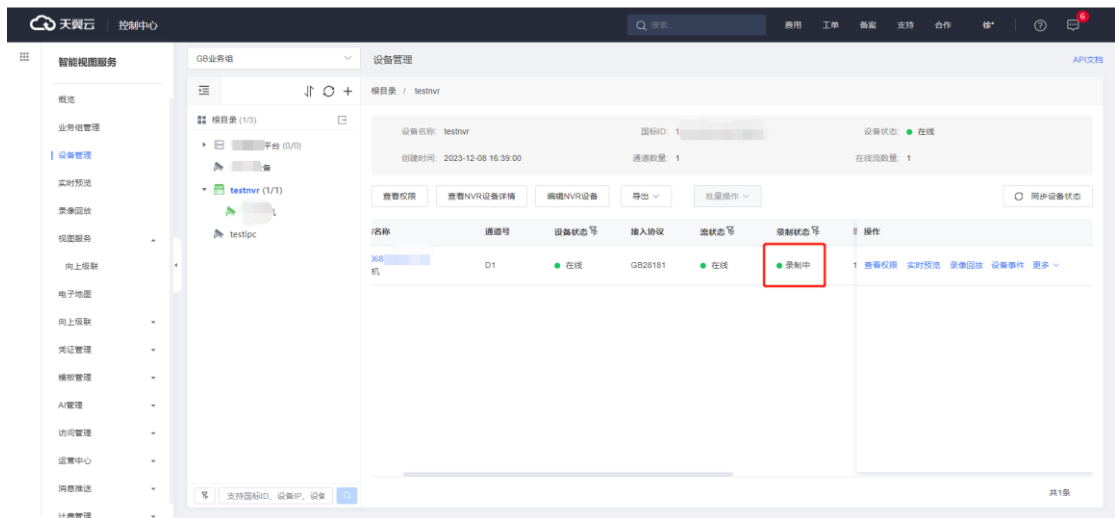 天翼云 控制中心 搜索... 费用 工单 备案 支持 合作 徐* 6
智能视图服务
概览
业务组管理
设备管理
实时预览
录像回放
视图服务
向上级联
电子地图
向上级联
凭证管理
模板管理
AI管理
访问管理
运营中心
消息推送
计费管理
GB业务组
根目录 (1/3)
平台 (0/0)
备
testnvr (1/1)
testipc
支持国标ID、设备IP、设备
设备管理 API文档
根目录 / testnvr
设备名称: testnvr 国标ID: 1 设备状态: 在线
创建时间: 2023-12-08 16:39:00 通道数量: 1 在线流数量: 1
查看权限 查看NVR设备详情 编辑NVR设备 导出 批量操作 同步设备状态
/名称 通道号 设备状态 接入协议 流状态 录制状态 操作
068
机 D1 在线 GB28181 在线 录制中 1 查看权限 实时预览 录像回放 设备事件 更多
共1条